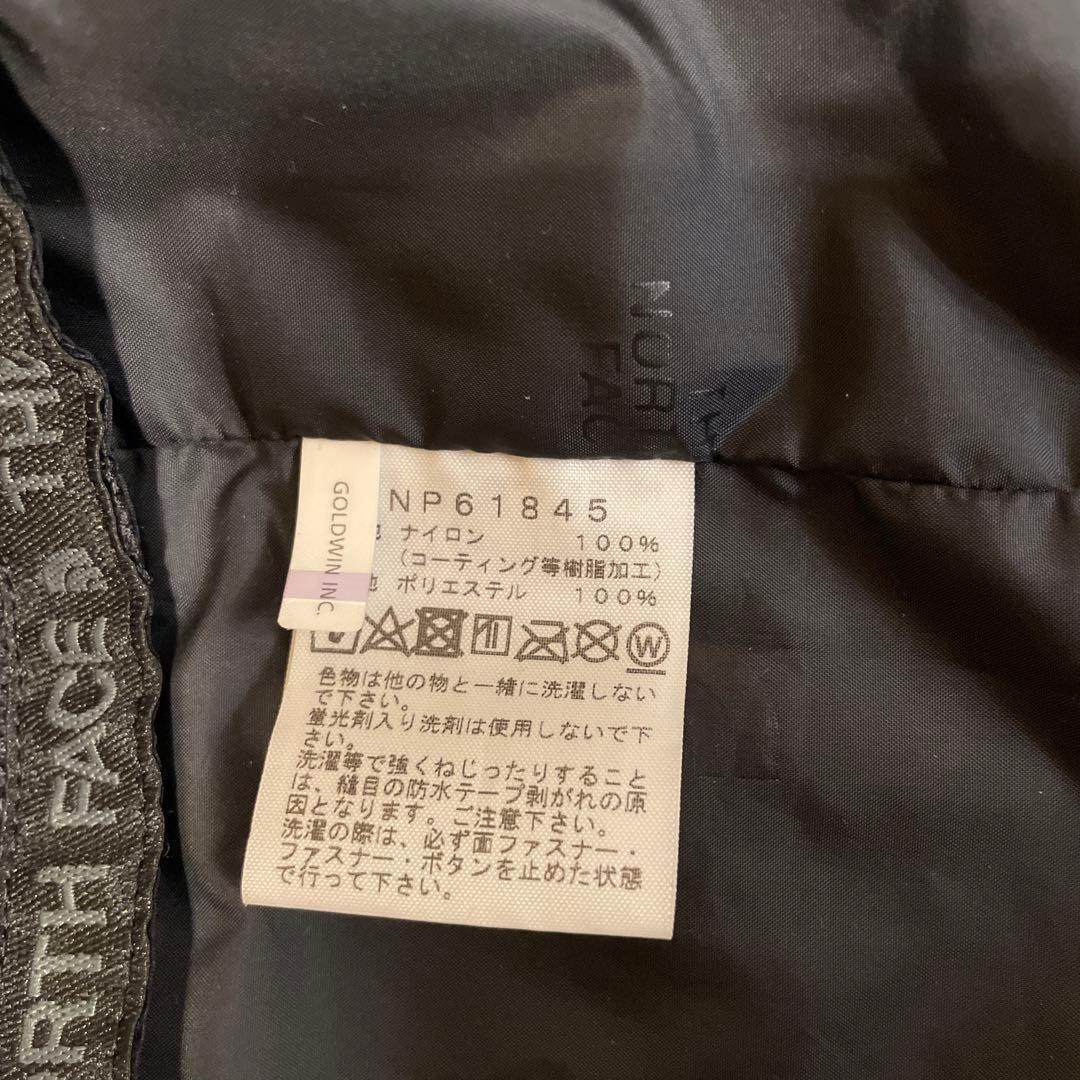 THE
NORTH FACE
NORT
FAC
TH
GOLDWIN INC.
NP61845
地 ナイロン 100%
(コーティング等樹脂加工)
地 ポリエステル 100%
W
色物は他の物と一緒に洗濯しない
で下さい。
蛍光剤入り洗剤は使用しないで下
さい。
洗濯等で強くねじったりすること
は、縫目の防水テープ剥がれの原
因となります。ご注意下さい。
洗濯の際は、必ず面ファスナー・
ファスナー・ボタンを止めた状態
で行って下さい。
THE
RTH FACE